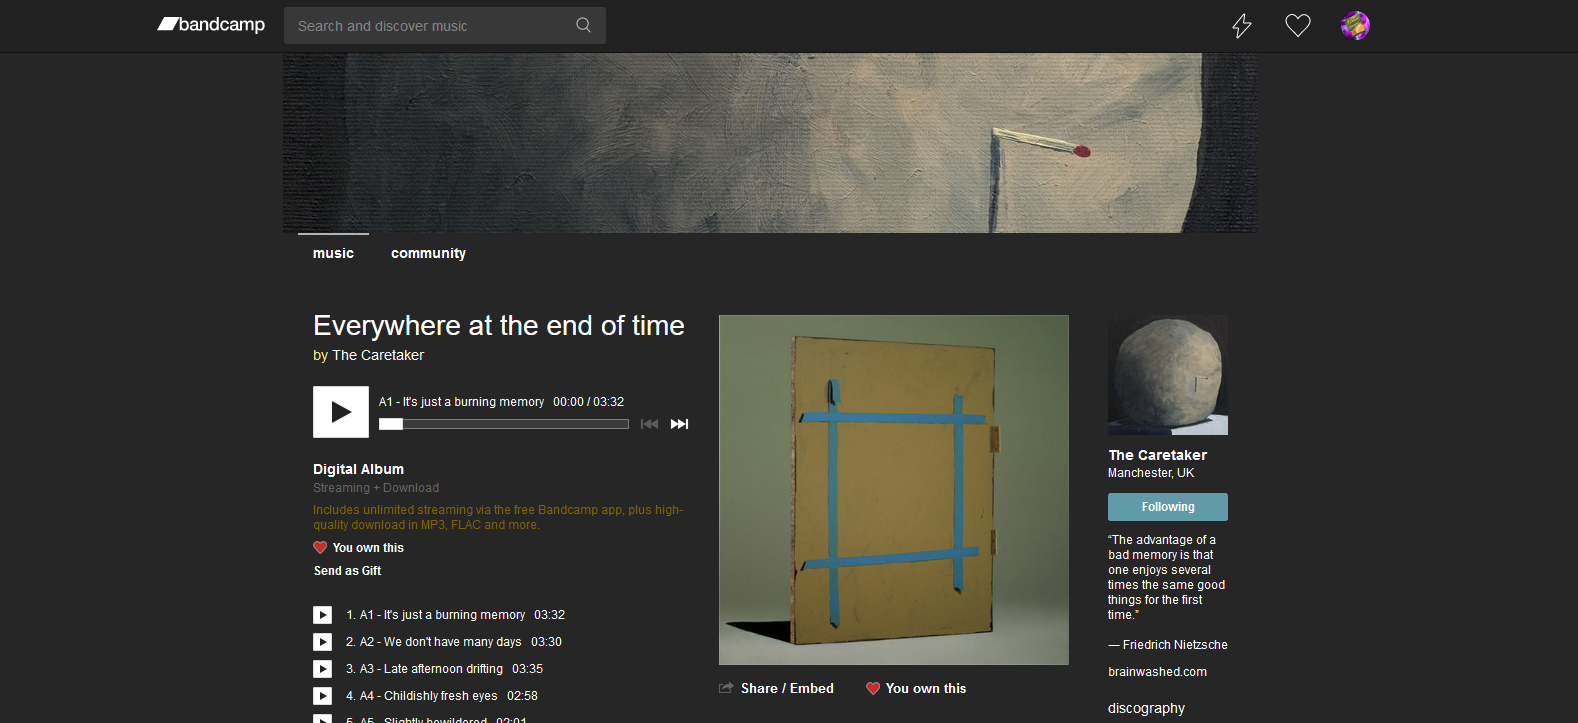 bandcamp
Search and discover music
music
community
Everywhere at the end of time
by The Caretaker
A1 - It's just a burning memory 00:00 / 03:32
Digital Album
Streaming + Download
Includes unlimited streaming via the free Bandcamp app, plus high-
quality download in MP3, FLAC and more.
You own this
Send as Gift
1. A1 - It's just a burning memory 03:32
2. A2 - We don't have many days 03:30
3. A3 - Late afternoon drifting 03:35
4. A4 - Childishly fresh eyes 02:58
5. A5 - Slightly bewildered 02:01
Share / Embed
You own this
The Caretaker
Manchester, UK
Following
“The advantage of a
bad memory is that
one enjoys several
times the same good
things for the first
time.”
— Friedrich Nietzsche
brainwashed.com
discography